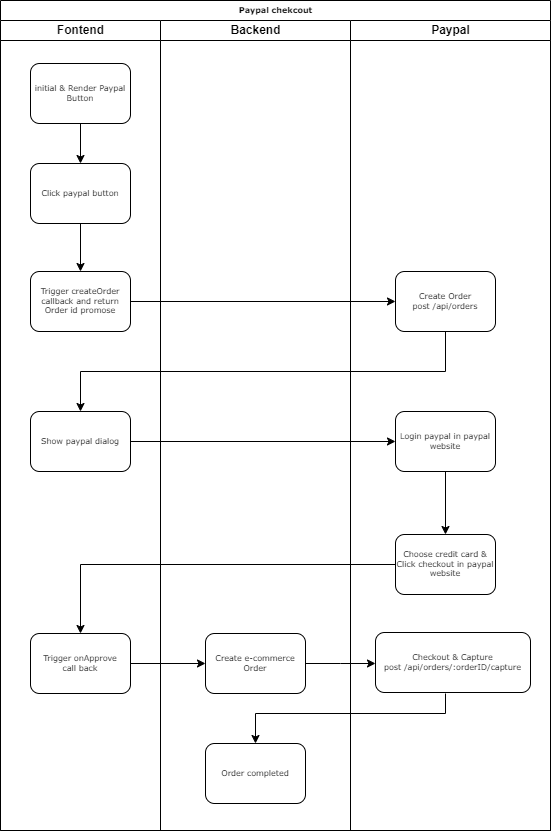 Paypal chekcout
Fontend
Backend
Paypal
initial & Render Paypal
Button
Click paypal button
Trigger createOrder
callback and return
Order id promose
Create Order
post /api/orders
Show paypal dialog
Login paypal in paypal
website
Choose credit card &
Click checkout in paypal
website
Trigger onApprove
call back
Create e-commerce
Order
Checkout & Capture
post /api/orders/:orderID/capture
Order completed